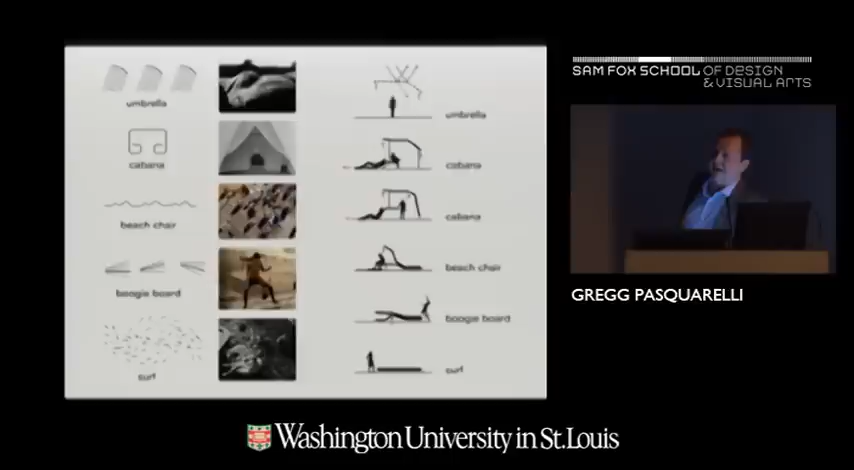 umbrella
cabana
beach chair
boogie board
surf
umbrella
cabana
cabana
beach chair
boogie board
surf
SAM FOX SCHOOL OF DESIGN
& VISUAL ARTS
GREGG PASQUARELLI
Washington University in St. Louis